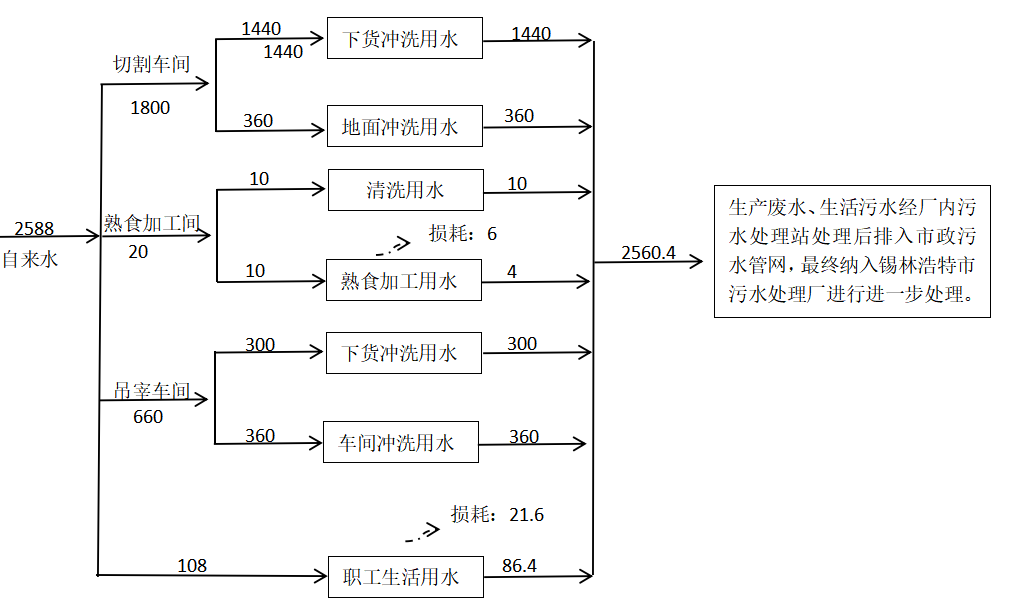 1440
1440
下货冲洗用水
1440
切割车间
1800
360
地面冲洗用水
360
10
清洗用水
10
2588
自来水
熟食加工间
20
损耗：6
10
熟食加工用水
4
2560.4
生产废水、生活污水经厂内污
水处理站处理后排入市政污
水管网，最终纳入锡林浩特市
污水处理厂进行进一步处理。
300
下货冲洗用水
300
吊宰车间
660
360
车间冲洗用水
360
损耗：21.6
108
职工生活用水
86.4